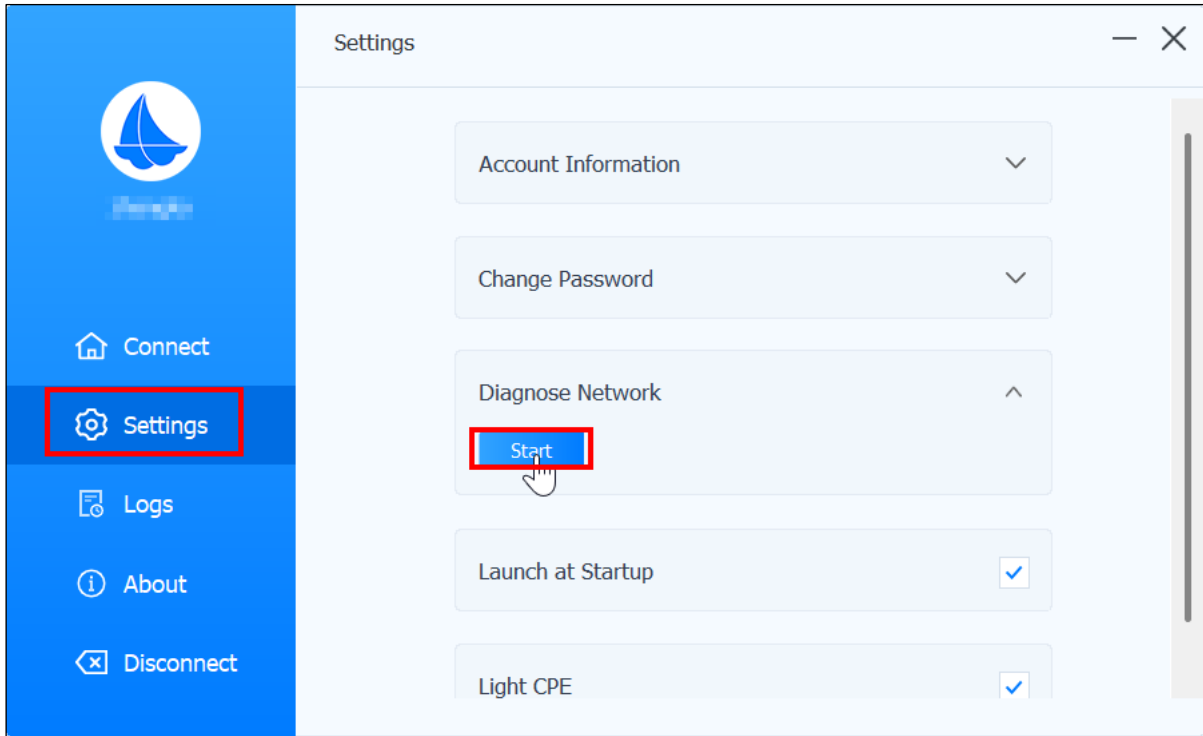 Settings
Account Information
Change Password
Connect
Diagnose Network
Settings
Start
Logs
Launch at Startup
About
Disconnect
Light CPE